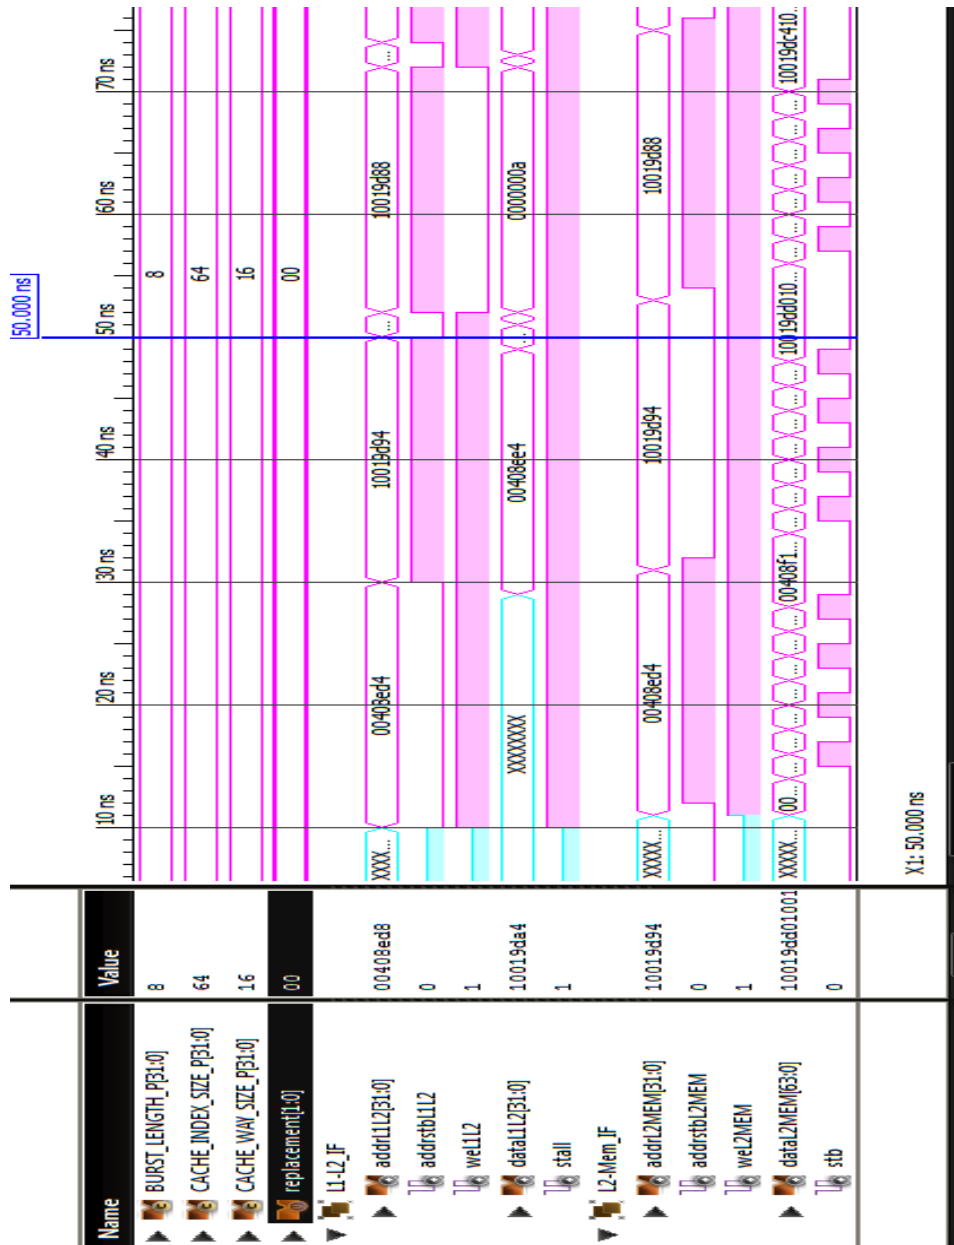 50.000 ns
Name Value 10 ns 20 ns 30 ns 40 ns 50 ns 60 ns 70 ns
BURST_LENGTH_P[31:0] 8 8
CACHE_INDEX_SIZE_P[31:0] 64 64
CACHE_WAY_SIZE_P[31:0] 16 16
replacement[1:0] 00 00
L1-L2_IF
addrL1L2[31:0] 00408ed8 XXXX... 00408ed4 10019d94 ... 10019d88 ...
addrstbL1L2 0
weL1L2 1
dataL1L2[31:0] 10019da4 XXXXXXXX 00408ee4 ... 0000000a
stall 1
L2-Mem_IF
addrL2MEM[31:0] 10019d94 XXXX... 00408ed4 10019d94 10019d88
addrstbL2MEM 0
weL2MEM 1
dataL2MEM[63:0] 10019dd01001 XXXXX... 00... ... ... ... ... ... ... 00408f1... ... ... ... ... ... ... 10019dd010... ... ... ... ... ... ... 10019dc410...
stb 0
X1: 50.000 ns